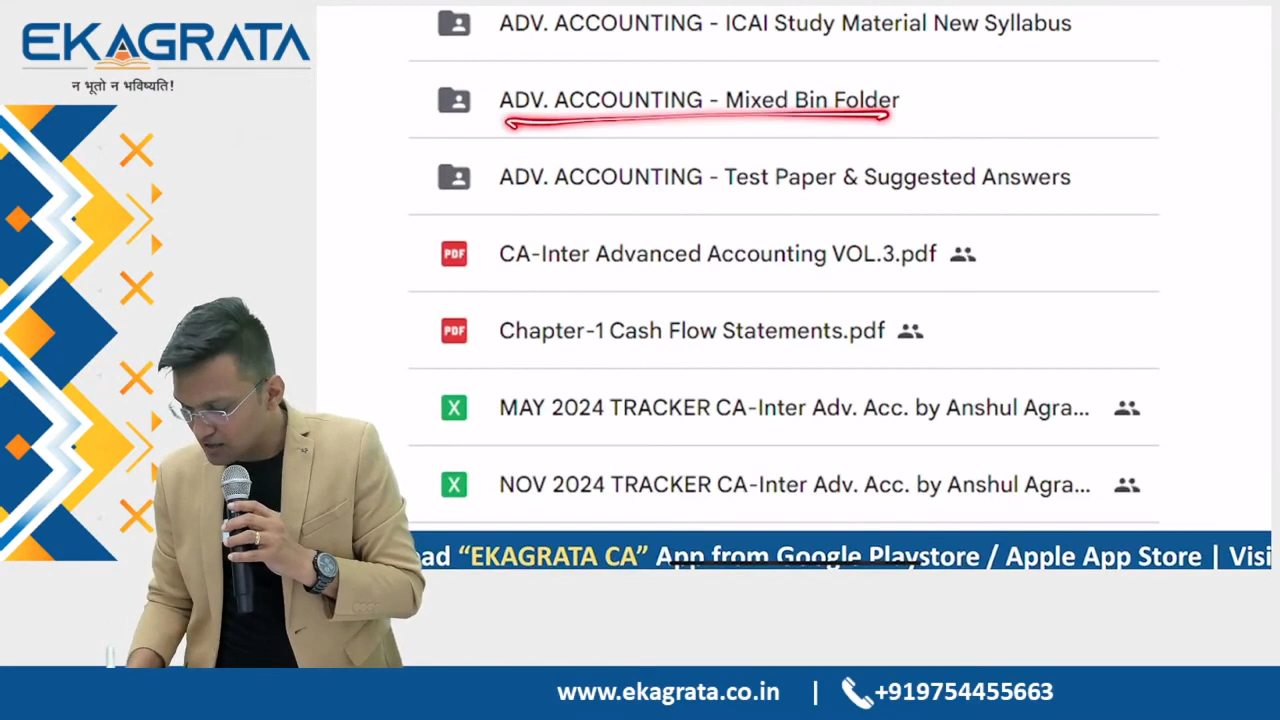 EKAGRATA
न भूतो न भविष्यति!
ADV. ACCOUNTING - ICAI Study Material New Syllabus
ADV. ACCOUNTING - Mixed Bin Folder
ADV. ACCOUNTING - Test Paper & Suggested Answers
PDF CA-Inter Advanced Accounting VOL.3.pdf
PDF Chapter-1 Cash Flow Statements.pdf
X MAY 2024 TRACKER CA-Inter Adv. Acc. by Anshul Agra...
X NOV 2024 TRACKER CA-Inter Adv. Acc. by Anshul Agra...
ad “EKAGRATA CA” App from Google Playstore / Apple App Store | Visi
www.ekagrata.co.in | +919754455663